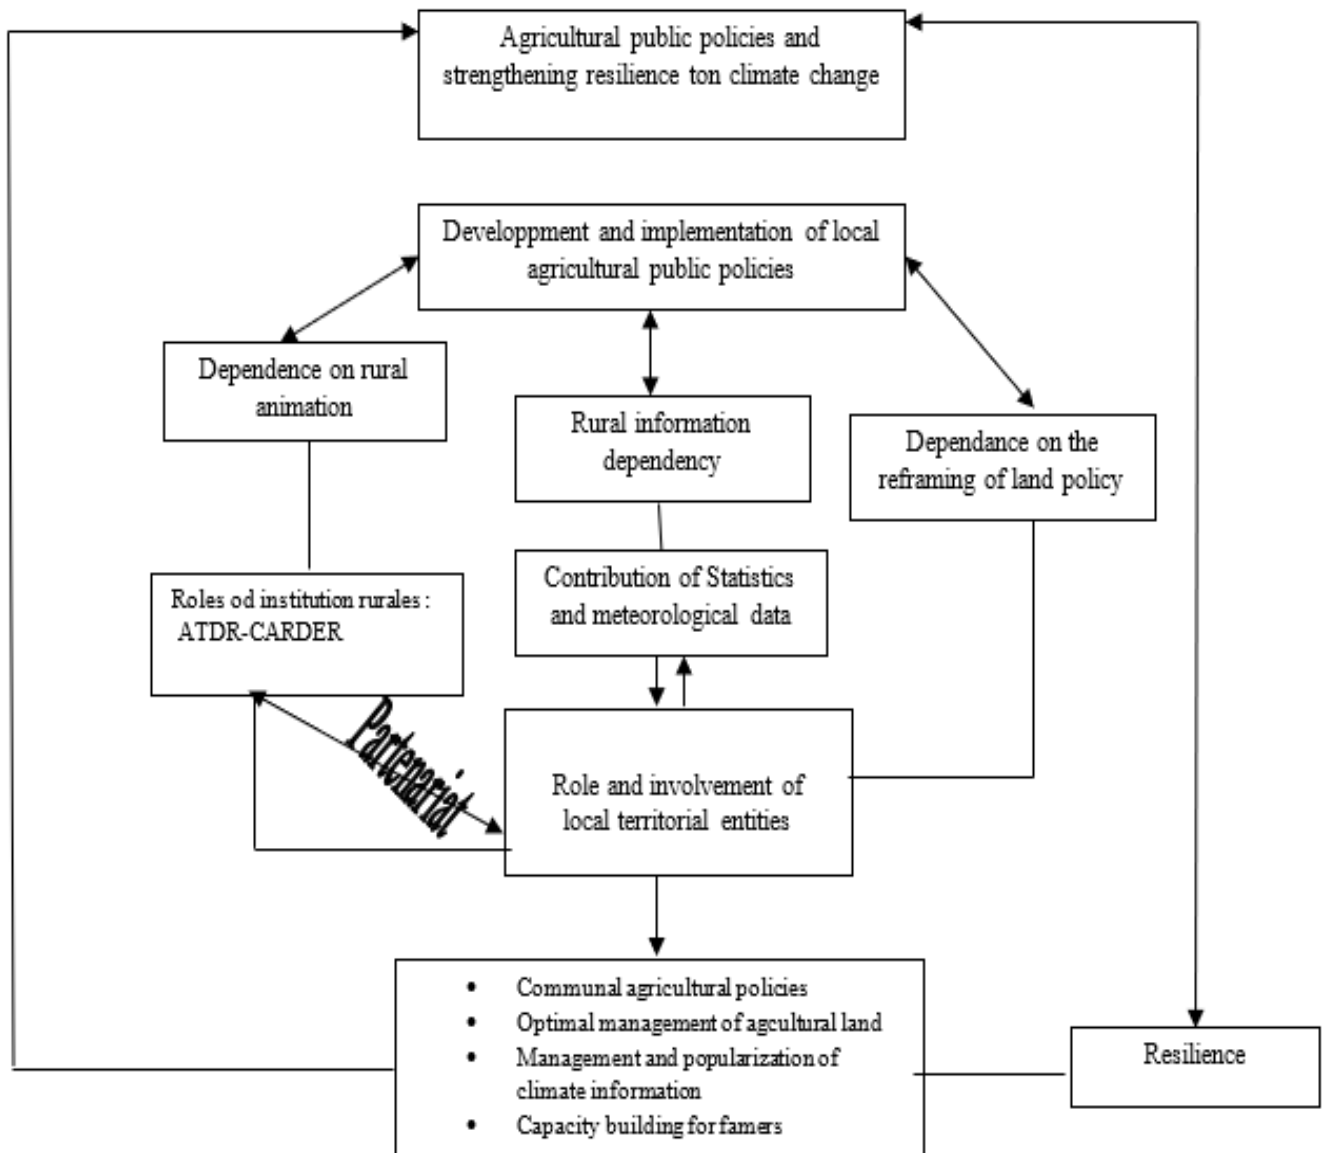 Agricultural public policies and
strengthening resilience ton climate change
Developpment and implementation of local
agricultural public policies
Dependence on rural
animation
Rural information
dependency
Dependance on the
reframing of land policy
Contribution of Statistics
and meteorological data
Roles od institution rurales :
ATDR-CARDER
Partenariat
Role and involvement of
local territorial entities
• Communal agricultural policies
• Optimal management of agcultural land
• Management and popularization of
climate information
• Capacity building for famers
Resilience